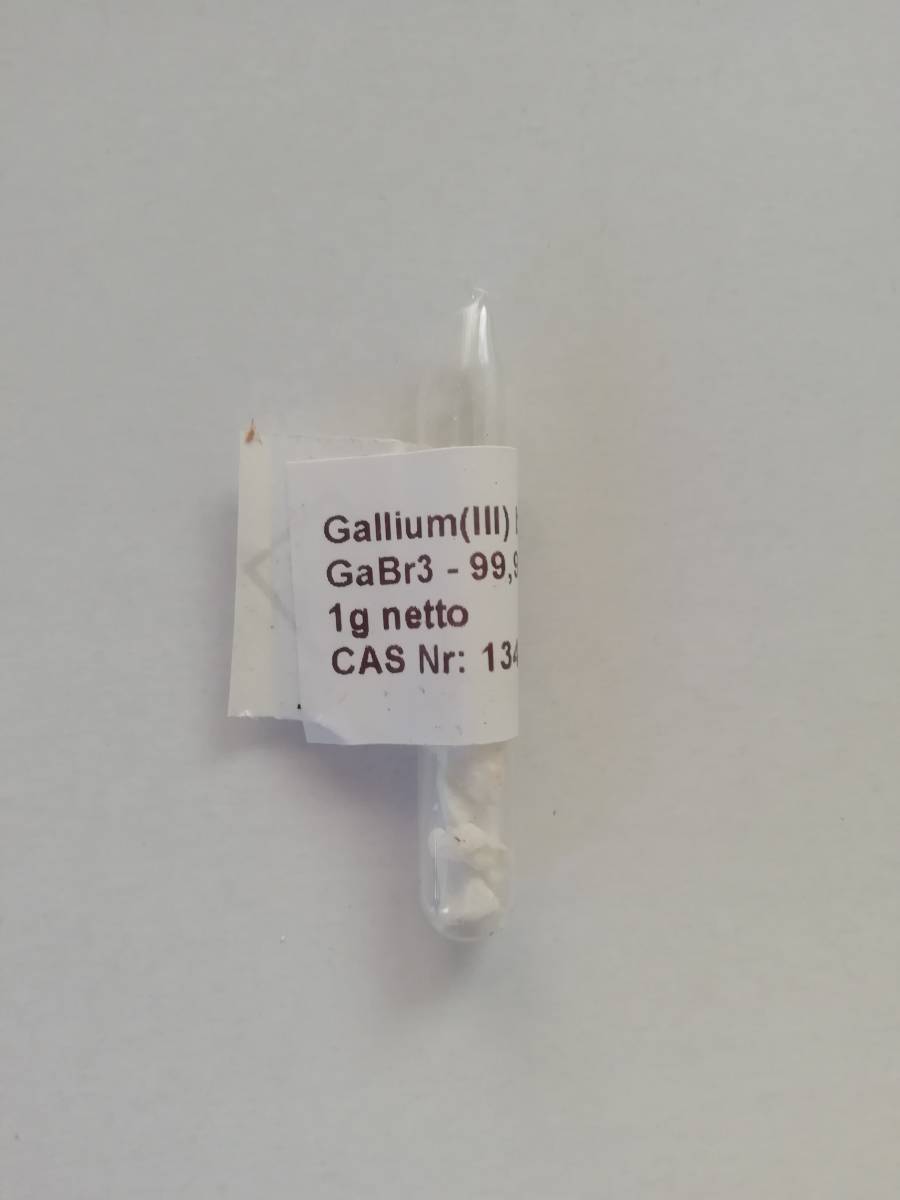 Gallium(III)
GaBr3 - 99,9
1g netto
CAS Nr: 134